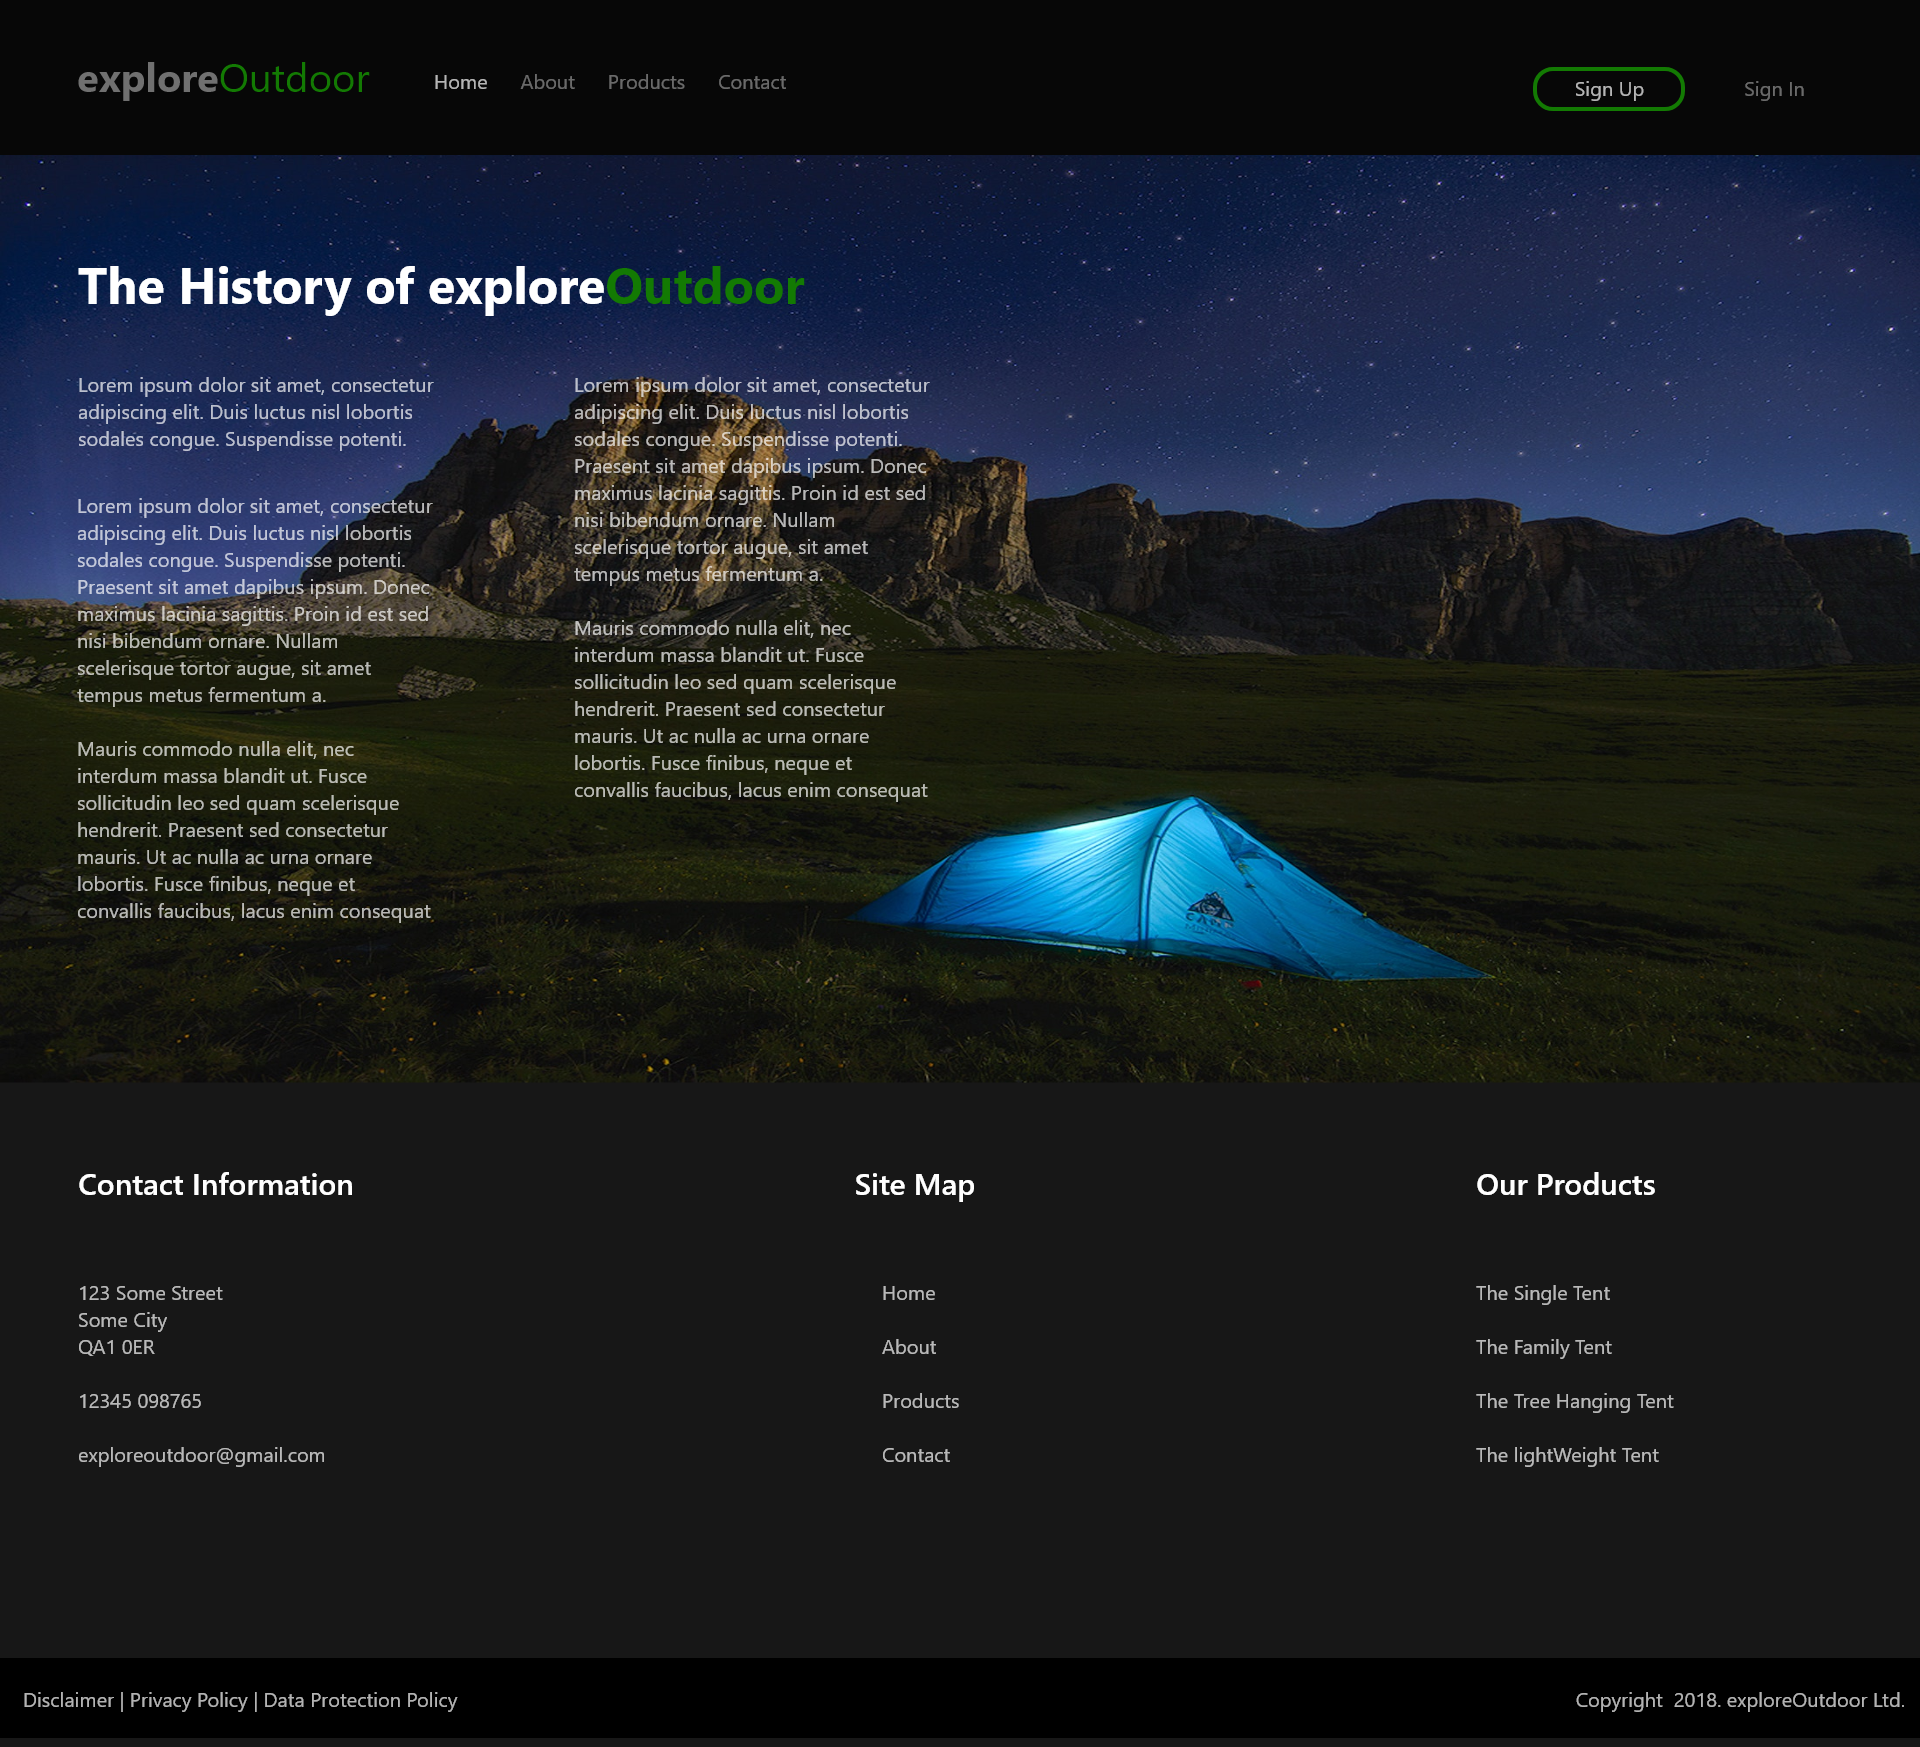 exploreOutdoor
Home About Products Contact
Sign Up
Sign In
The History of exploreOutdoor
Lorem ipsum dolor sit amet, consectetur
adipiscing elit. Duis luctus nisl lobortis
sodales congue. Suspendisse potenti.
Lorem ipsum dolor sit amet, consectetur
adipiscing elit. Duis luctus nisl lobortis
sodales congue. Suspendisse potenti.
Praesent sit amet dapibus ipsum. Donec
maximus lacinia sagittis. Proin id est sed
nisi bibendum ornare. Nullam
scelerisque tortor augue, sit amet
tempus metus fermentum a.
Mauris commodo nulla elit, nec
interdum massa blandit ut. Fusce
sollicitudin leo sed quam scelerisque
hendrerit. Praesent sed consectetur
mauris. Ut ac nulla ac urna ornare
lobortis. Fusce finibus, neque et
convallis faucibus, lacus enim consequat
Lorem ipsum dolor sit amet, consectetur
adipiscing elit. Duis luctus nisl lobortis
sodales congue. Suspendisse potenti.
Praesent sit amet dapibus ipsum. Donec
maximus lacinia sagittis. Proin id est sed
nisi bibendum ornare. Nullam
scelerisque tortor augue, sit amet
tempus metus fermentum a.
Mauris commodo nulla elit, nec
interdum massa blandit ut. Fusce
sollicitudin leo sed quam scelerisque
hendrerit. Praesent sed consectetur
mauris. Ut ac nulla ac urna ornare
lobortis. Fusce finibus, neque et
convallis faucibus, lacus enim consequat
Contact Information
123 Some Street
Some City
QA1 0ER
12345 098765
exploreoutdoor@gmail.com
Site Map
Home
About
Products
Contact
Our Products
The Single Tent
The Family Tent
The Tree Hanging Tent
The lightWeight Tent
Disclaimer | Privacy Policy | Data Protection Policy
Copyright  2018. exploreOutdoor Ltd.